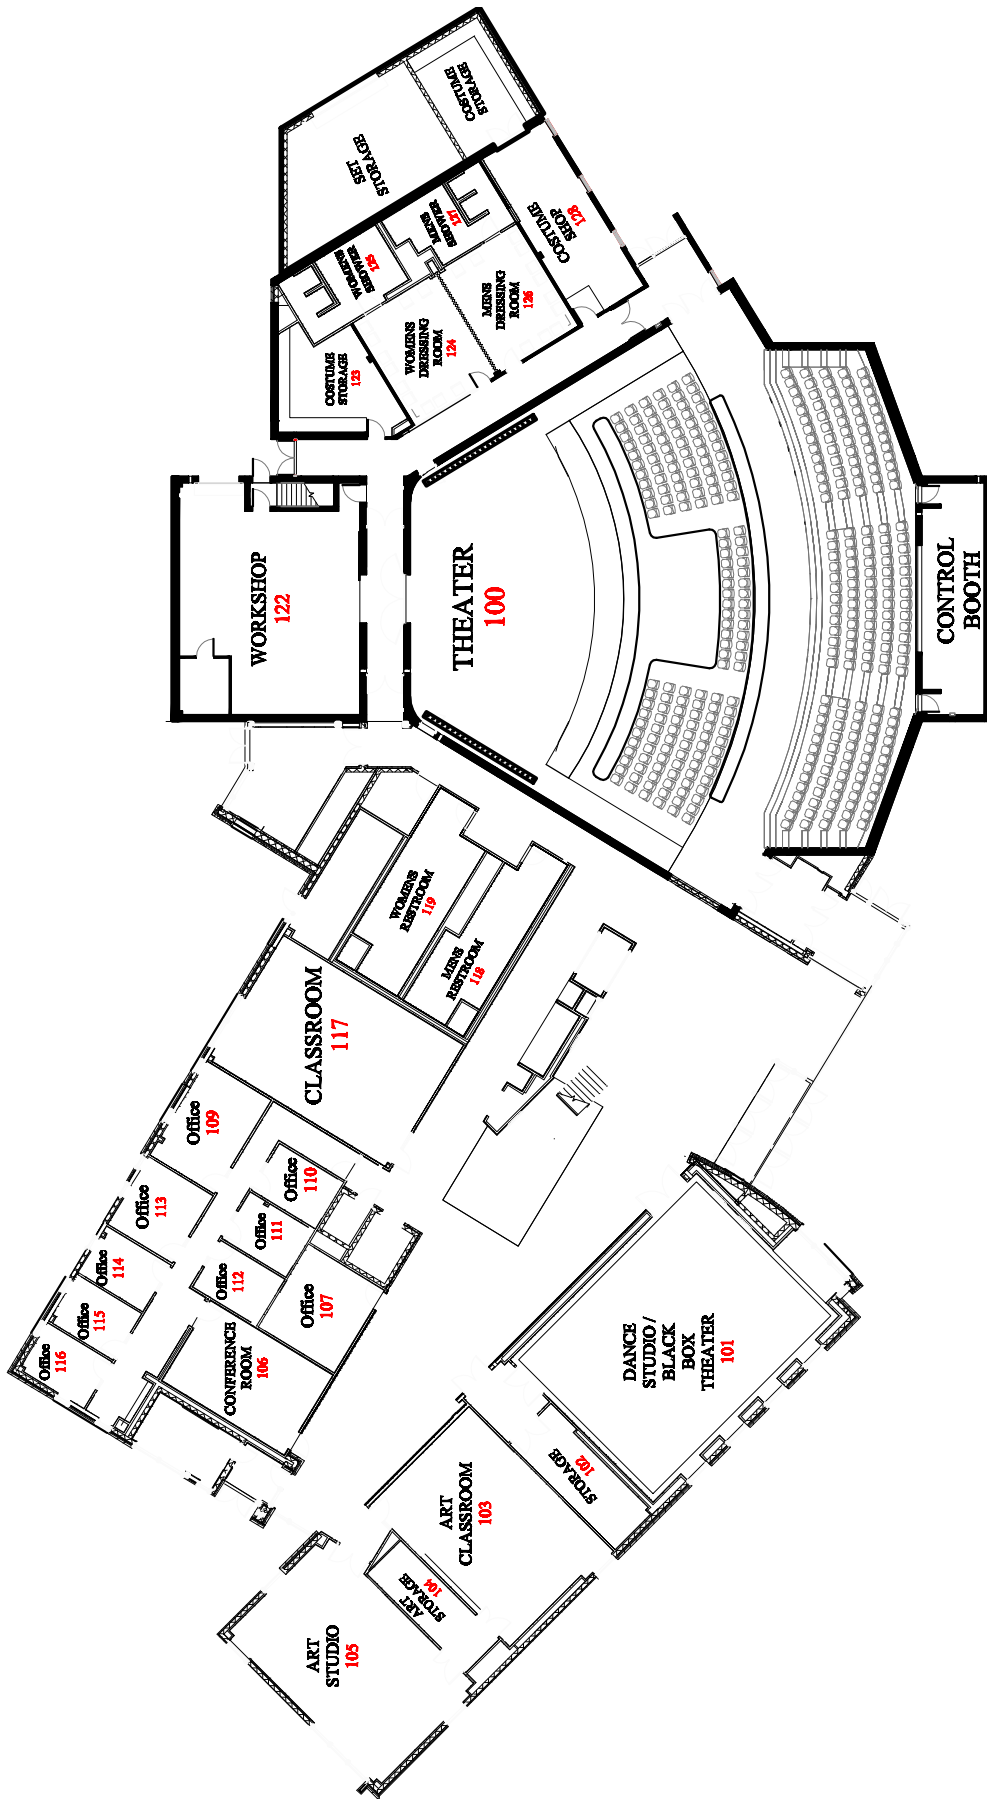 COSTUME
STORAGE
SET
STORAGE
COSTUME
SHOP
128
MENS
SHOWER
127
WOMENS
SHOWER
125
MENS
DRESSING
ROOM
126
WOMENS
DRESSING
ROOM
124
COSTUME
STORAGE
123
WORKSHOP
122
THEATER
100
CONTROL
BOOTH
WOMENS
RESTROOM
119
MENS
RESTROOM
118
CLASSROOM
117
Office
109
Office
110
Office
113
Office
111
Office
114
Office
112
Office
115
Office
107
Office
116
CONFERENCE
ROOM
106
DANCE
STUDIO /
BLACK
BOX
THEATER
101
STORAGE
102
ART
CLASSROOM
103
ART
STORAGE
104
ART
STUDIO
105